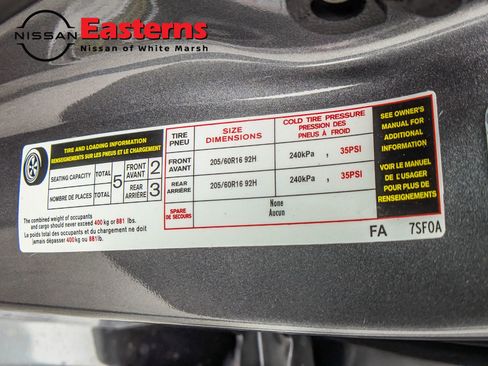 NISSAN Easterns
Nissan of White Marsh
TIRE AND LOADING INFORMATION
RENSEIGNEMENTS SUR LES PNEUS ET LE CHARGEMENT
SEATING CAPACITY TOTAL 5 FRONT AVANT 2
NOMBRE DE PLACES TOTAL REAR ARRIÈRE 3
The combined weight of occupants
and cargo should never exceed 400 kg or 881 lbs.
Le poids total des occupants et du chargement ne doit
jamais dépasser 400 kg ou 881 lb.
TIRE PNEU SIZE DIMENSIONS COLD TIRE PRESSURE PRESSION DES PNEUS À FROID
FRONT AVANT 205/60R16 92H 240kPa , 35PSI
REAR ARRIÈRE 205/60R16 92H 240kPa , 35PSI
SPARE DE SECOURS None Aucun
SEE OWNER'S
MANUAL FOR
ADDITIONAL
INFORMATION
VOIR LE MANUEL
DE L'USAGER
POUR PLUS DE
RENSEIGNEMENTS
FA 7SF0A